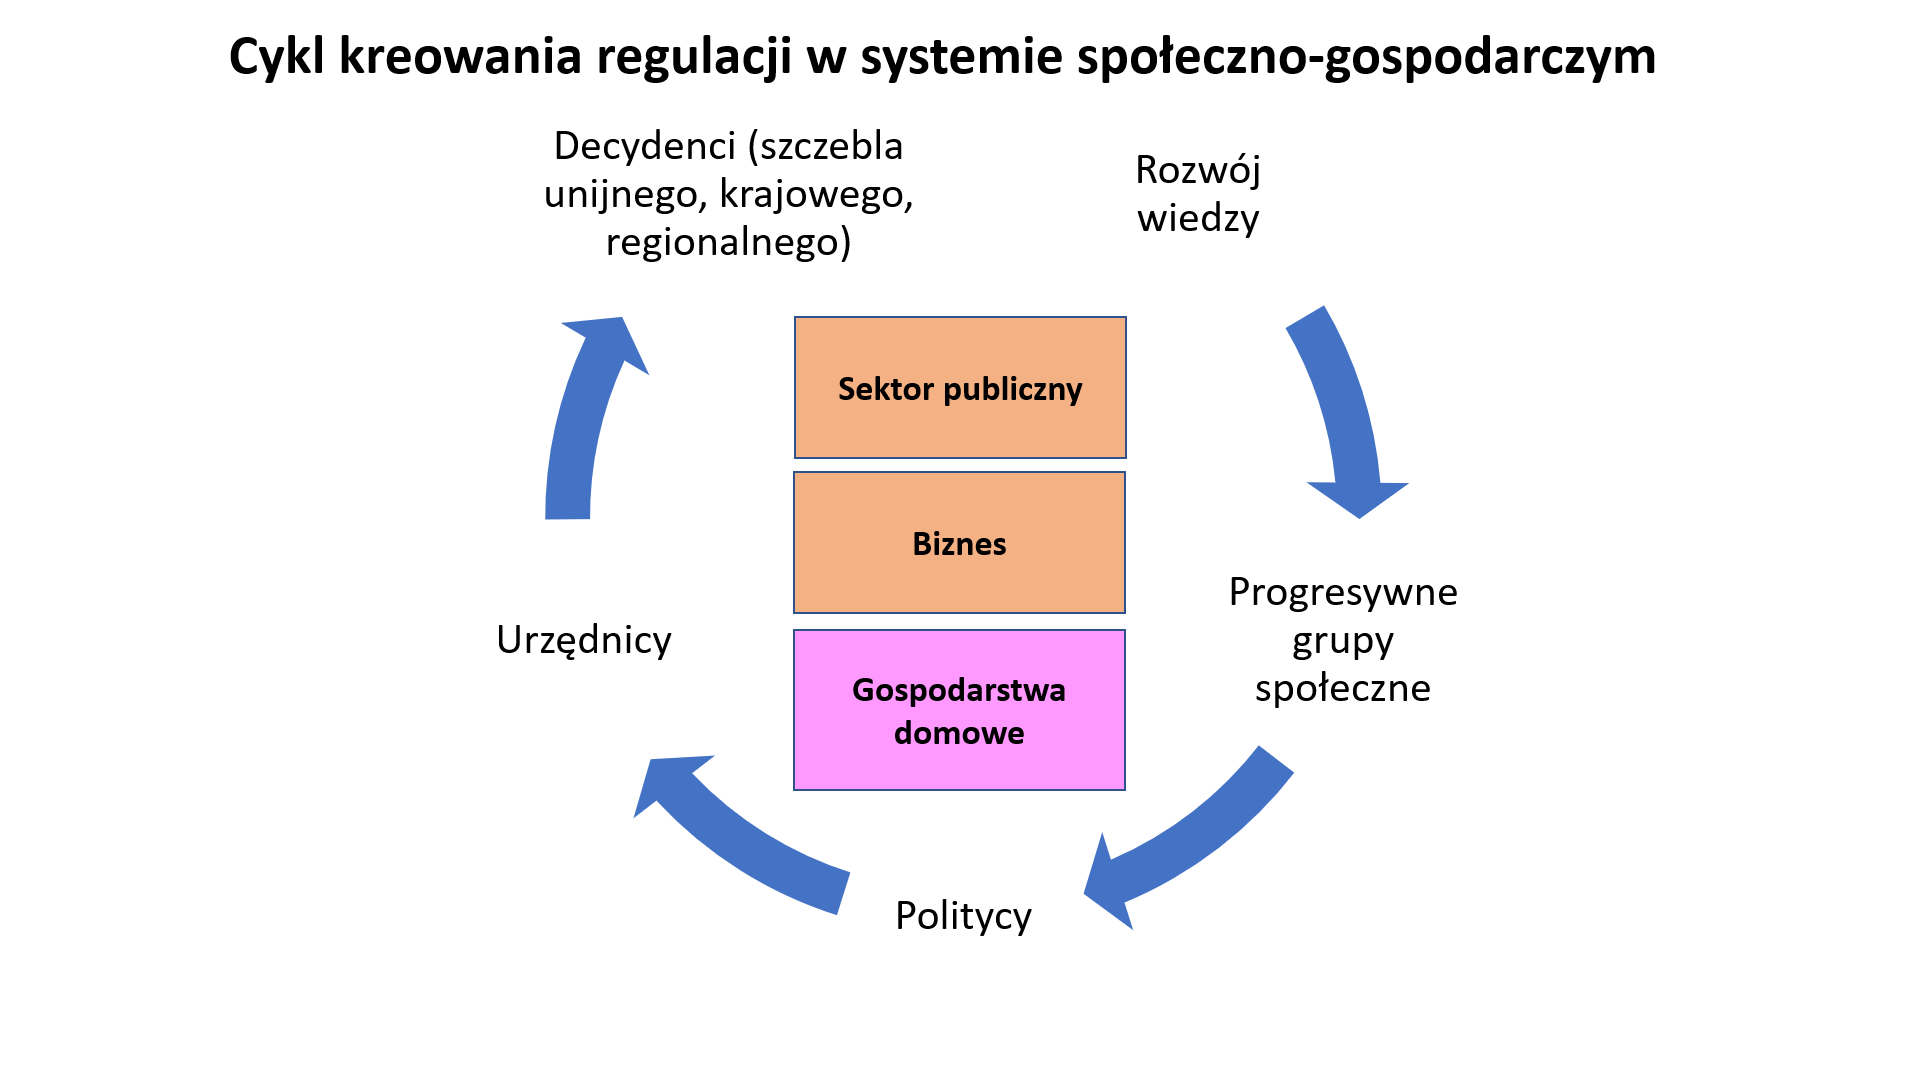 Cykl kreowania regulacji w systemie społeczno-gospodarczym
Decydenci (szczebla
unijnego, krajowego,
regionalnego)
Rozwój
wiedzy
Sektor publiczny
Biznes
Gospodarstwa
domowe
Progresywne
grupy
społeczne
Urzędnicy
Politycy